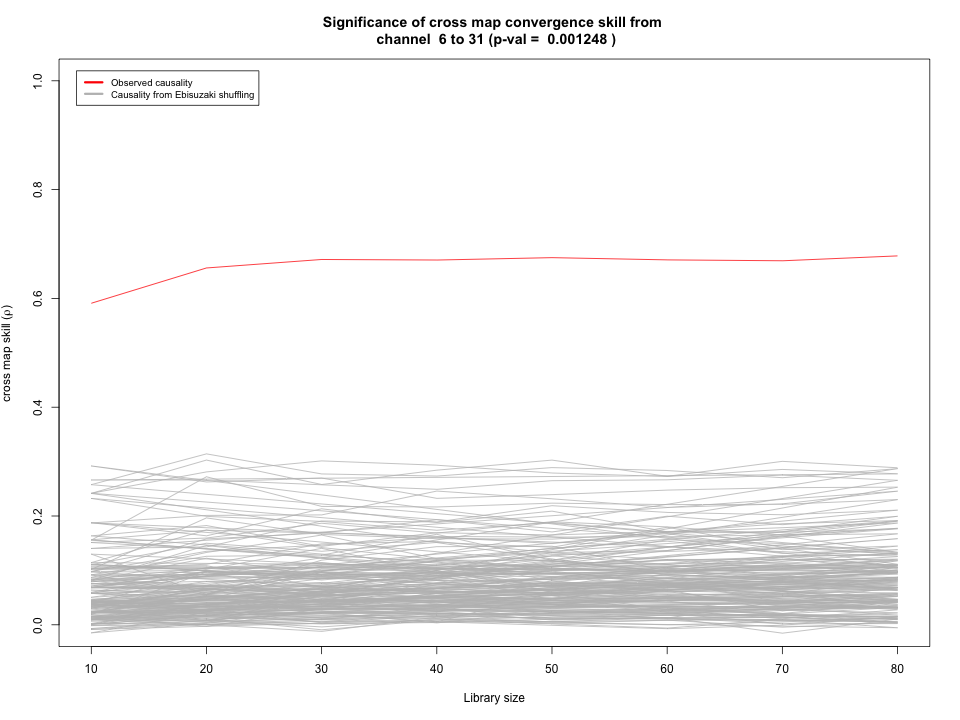 Significance of cross map convergence skill from
channel  6 to 31 (p-val =  0.001248 )
Observed causality
Causality from Ebisuzaki shuffling
cross map skill (ρ)
1.0
0.8
0.6
0.4
0.2
0.0
10 20 30 40 50 60 70 80
Library size